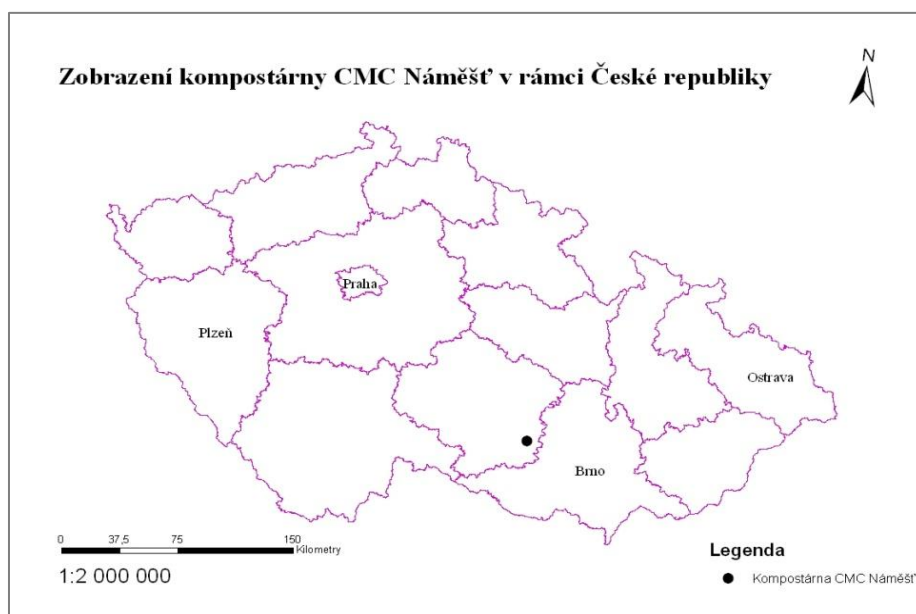 N
Zobrazení kompostárny CMC Náměšť v rámci České republiky
Praha
Plzeň
Ostrava
Brno
0 37,5 75 150
Kilometry
1:2 000 000
Legenda
Kompostárna CMC Náměšť